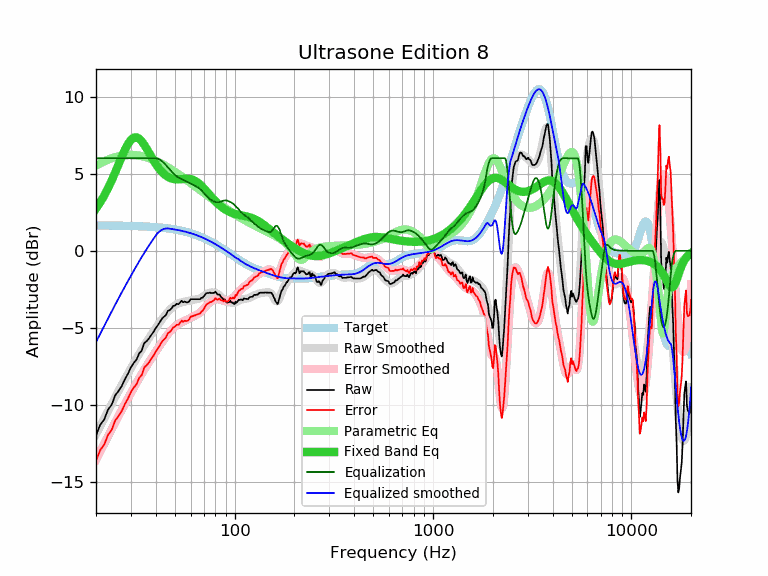 Ultrasone Edition 8
Amplitude (dBr)
10
5
0
−5
−10
−15
Target
Raw Smoothed
Error Smoothed
Raw
Error
Parametric Eq
Fixed Band Eq
Equalization
Equalized smoothed
100
1000
10000
Frequency (Hz)